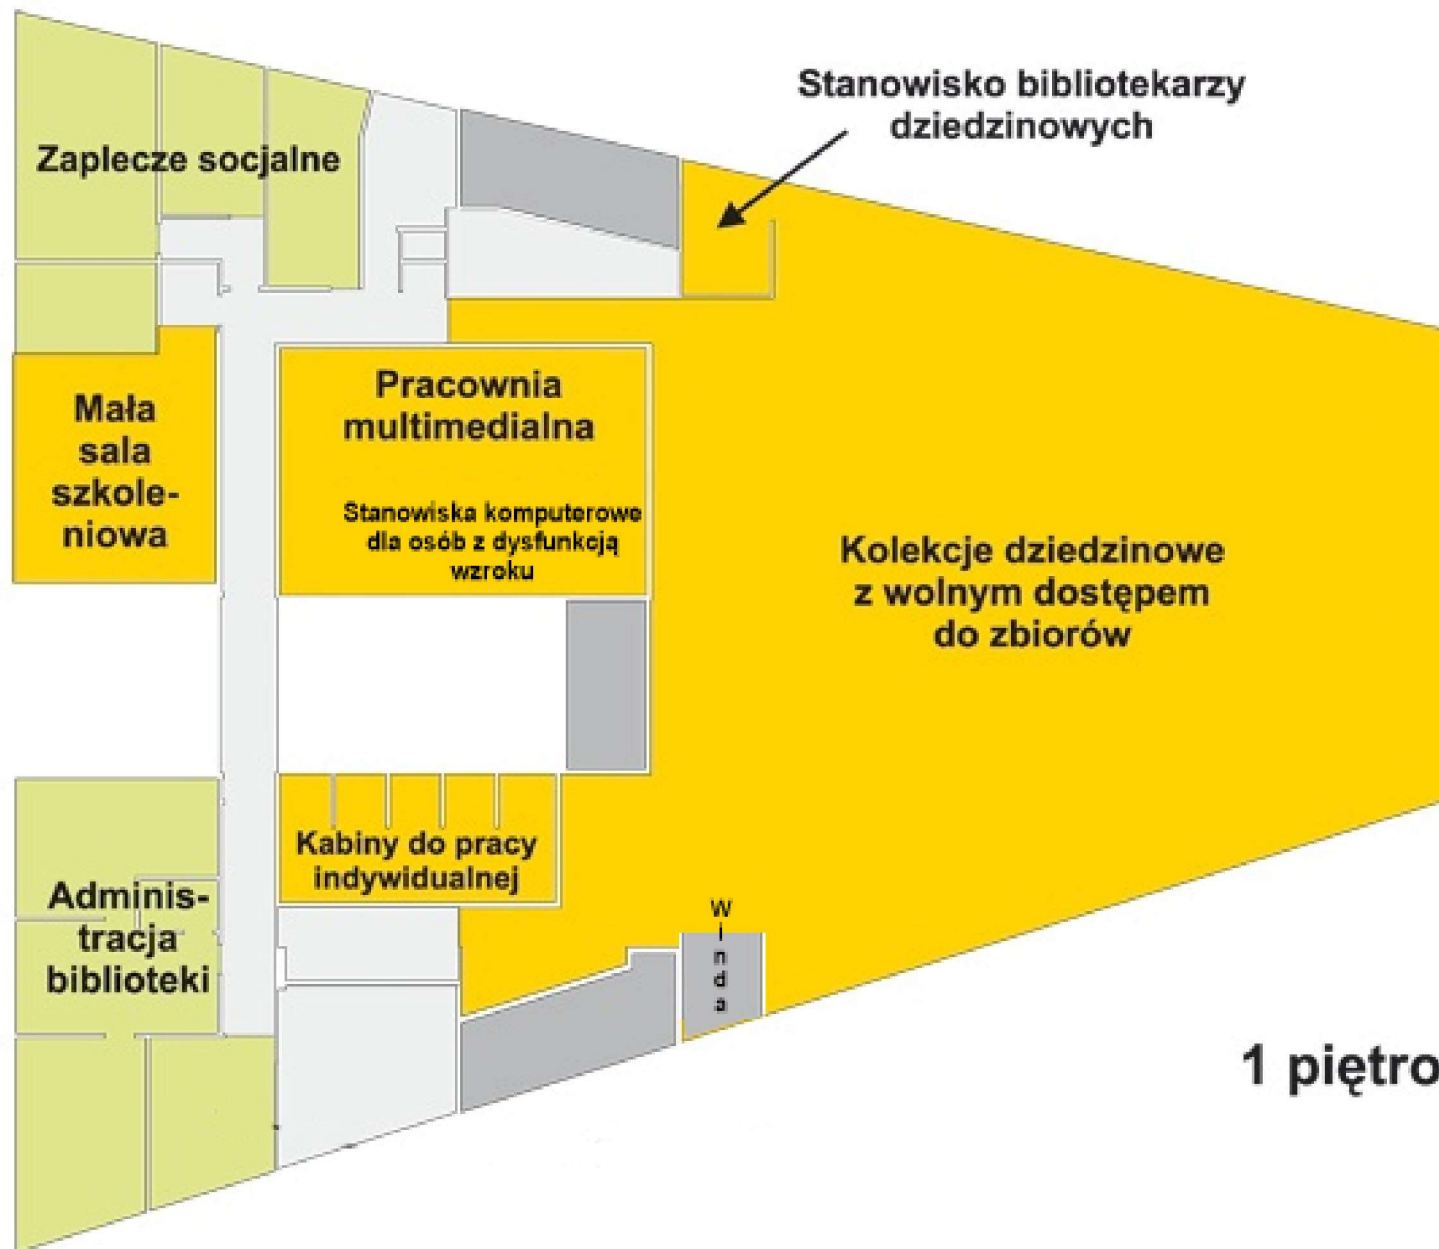 Stanowisko bibliotekarzy
dziedzinowych
Zaplecze socjalne
Mała
sala
szkole-
niowa
Pracownia
multimedialna
Stanowiska komputerowe
dla osób z dysfunkcją
wzroku
Kolekcje dziedzinowe
z wolnym dostępem
do zbiorów
Kabiny do pracy
indywidualnej
Adminis-
tracja
biblioteki
W
i
n
d
a
1 piętro